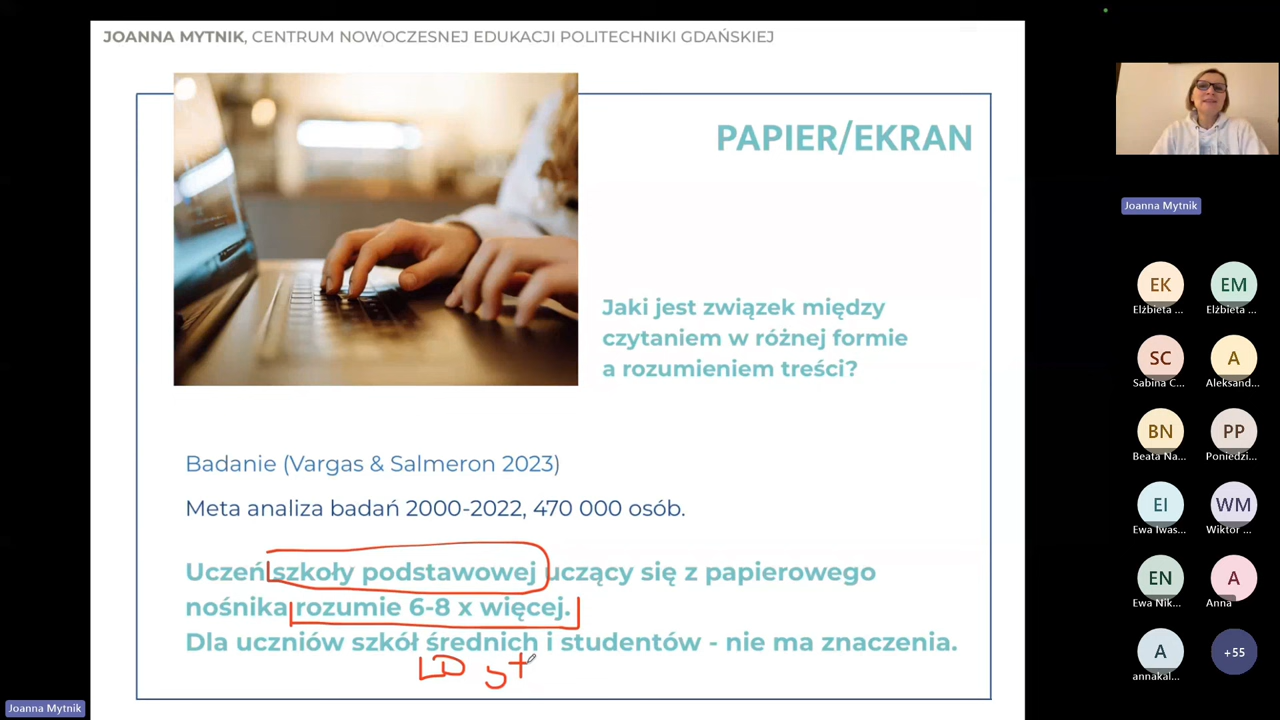 JOANNA MYTNIK, CENTRUM NOWOCZESNEJ EDUKACJI POLITECHNIKI GDAŃSKIEJ
PAPIER/EKRAN
Jaki jest związek między
czytaniem w różnej formie
a rozumieniem treści?
Badanie (Vargas & Salmeron 2023)
Meta analiza badań 2000-2022, 470 000 osób.
Uczeń szkoły podstawowej uczący się z papierowego
nośnika rozumie 6-8 x więcej.
Dla uczniów szkół średnich i studentów - nie ma znaczenia.
Joanna Mytnik
Joanna Mytnik
EK
Elżbieta ...
EM
Elżbieta ...
SC
Sabina C...
A
Aleksand...
BN
Beata Na...
PP
Poniedzi...
EI
Ewa Iwas...
WM
Wiktor ...
EN
Ewa Nik...
A
Anna
A
annakal...
+55